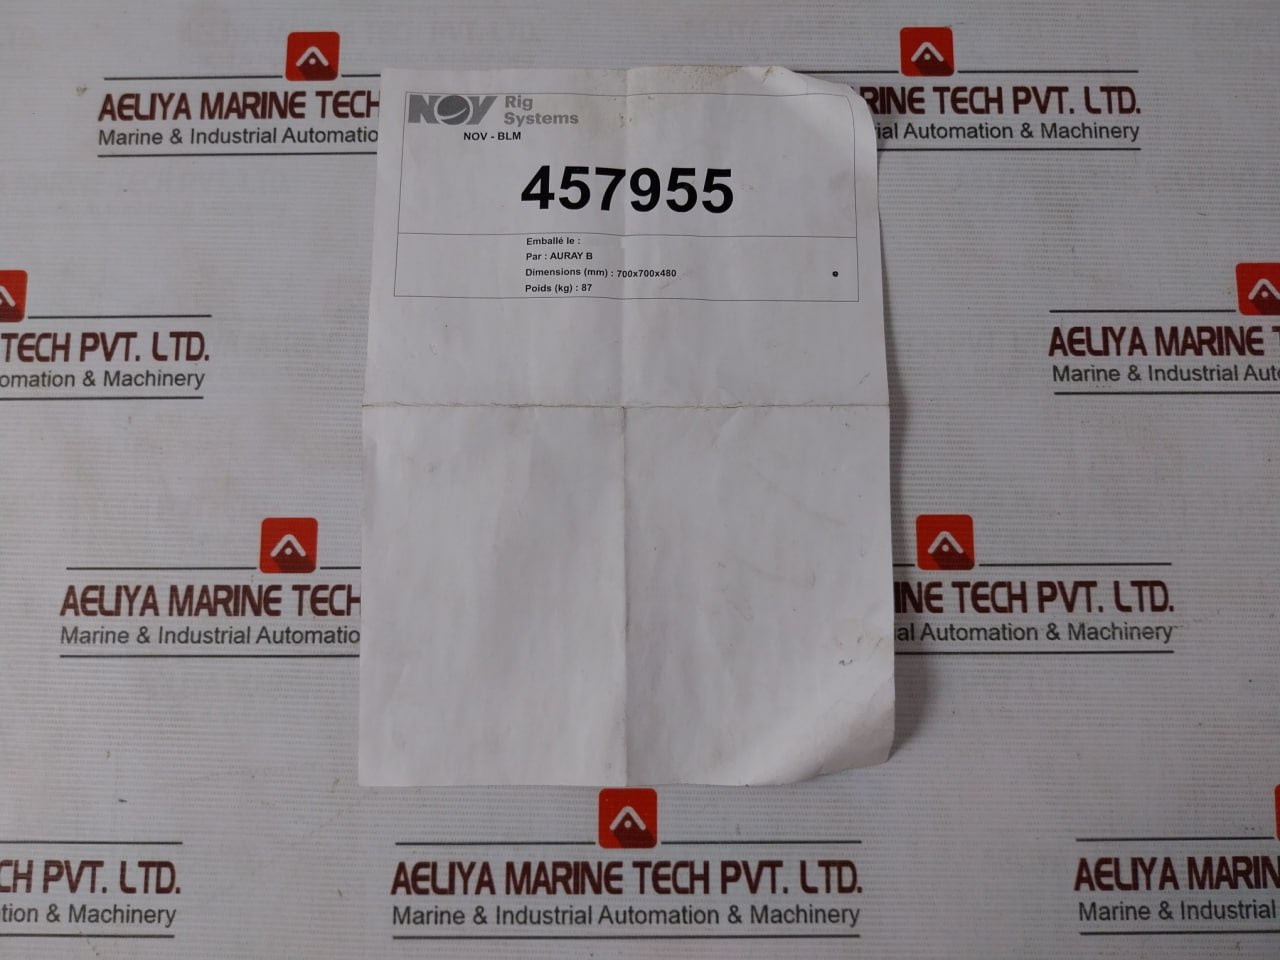 AELIYA MARINE TECH
Marine & Industrial Automation
RINE TECH PVT. LTD.
Automation & Machinery
NOV Rig
Systems
NOV - BLM
457955
Emballé le :
Par : AURAY B
Dimensions (mm) : 700x700x480
Poids (kg) : 87
TECH PVT. LTD.
omation & Machinery
AELIYA MARINE
Marine & Industrial Auto
AELIYA MARINE TECH
Marine & Industrial Automatio
NE TECH PVT. LTD.
al Automation & Machinery
CH PVT. LTD.
tion & Machinery
AELIYA MARINE TECH PVT. LTD.
Marine & Industrial Automation & Machinery
AELIYA MARIN
Marine & Industrial